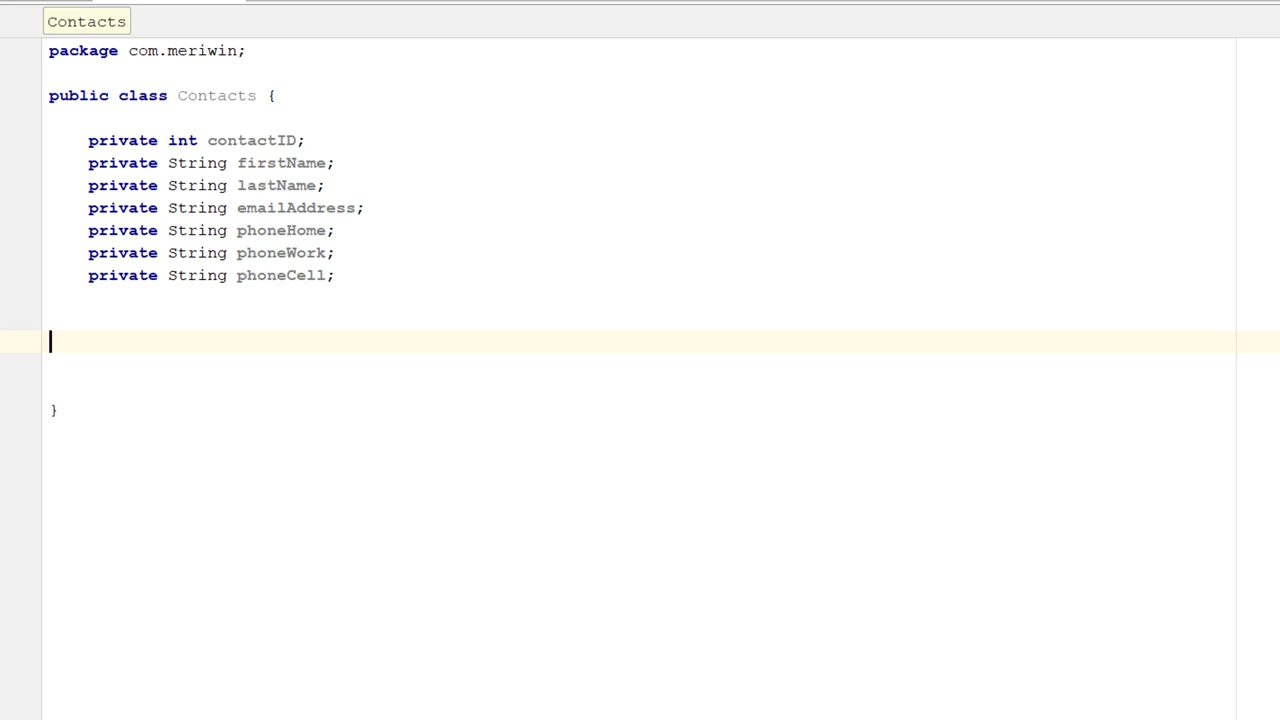 Contacts
package com.meriwin;
public class Contacts {
private int contactID;
private String firstName;
private String lastName;
private String emailAddress;
private String phoneHome;
private String phoneWork;
private String phoneCell;
}